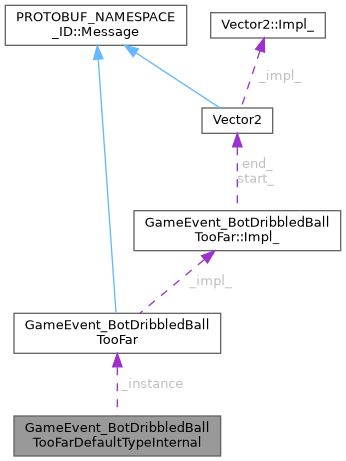 PROTOBUF_NAMESPACE
_ID::Message
Vector2::Impl_
_impl_
Vector2
end_
start_
GameEvent_BotDribbledBall
TooFar::Impl_
_impl_
GameEvent_BotDribbledBall
TooFar
_instance
GameEvent_BotDribbledBall
TooFarDefaultTypeInternal